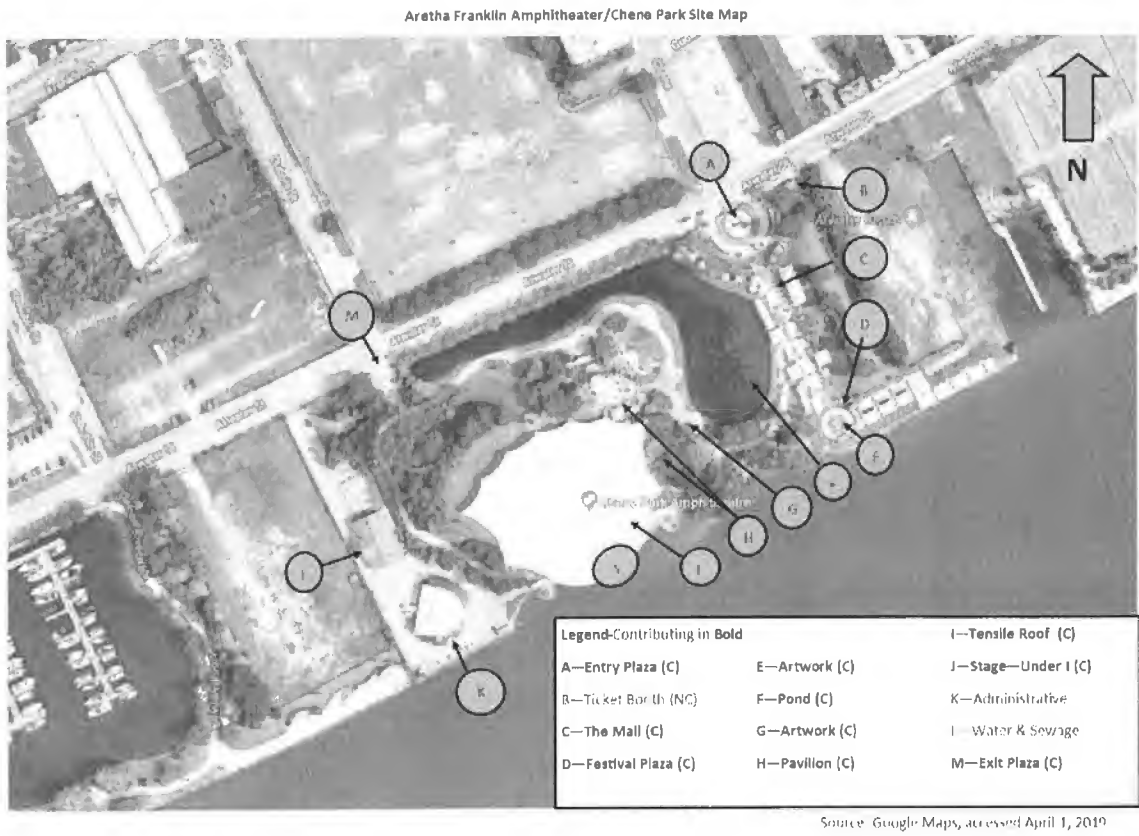 Aretha Franklin Amphitheater/Chene Park Site Map
N
A
B
C
D
M
G
H
K
Legend-Contributing in Bold
A—Entry Plaza (C)
B—Ticket Booth (NC)
C—The Mall (C)
D—Festival Plaza (C)
E—Artwork (C)
F—Pond (C)
G—Artwork (C)
H—Pavilion (C)
I—Tensile Roof (C)
J—Stage—Under I (C)
K—Administrative
Water & Sewage
M—Exit Plaza (C)
Source: Google Maps, accessed April 1, 2019